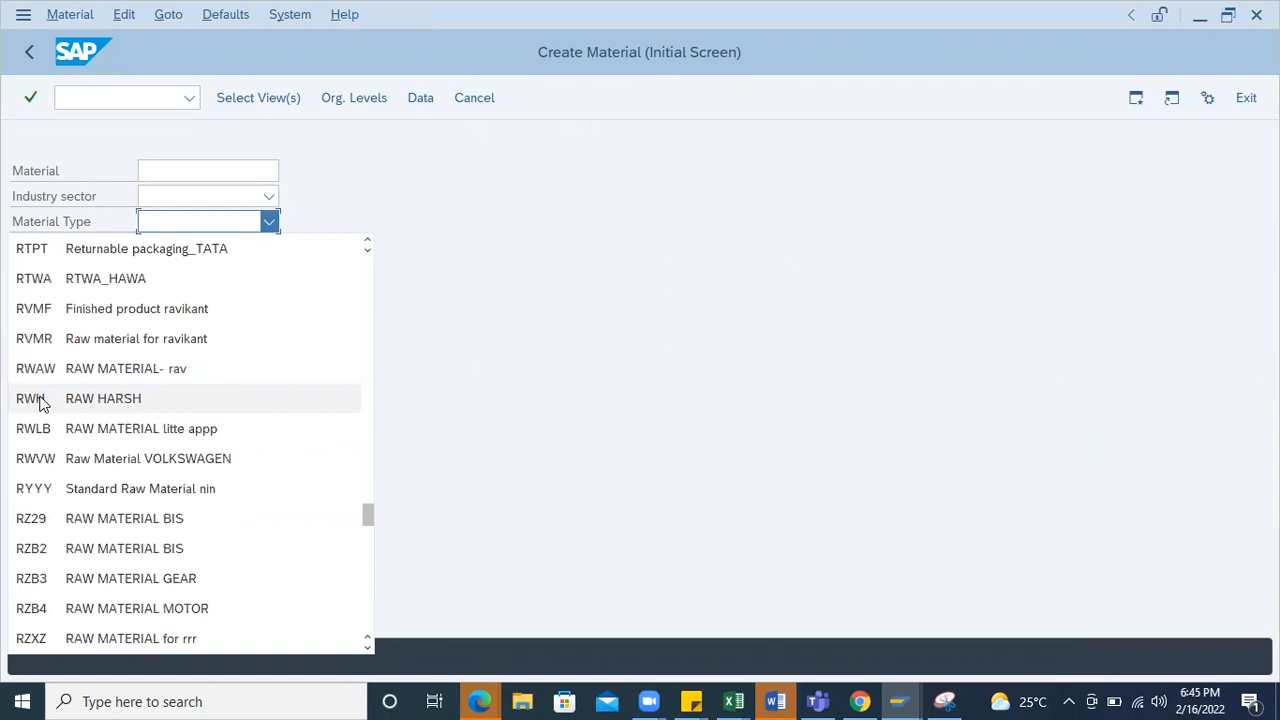 Material Edit Goto Defaults System Help
SAP Create Material (Initial Screen)
Select View(s) Org. Levels Data Cancel Exit
Material
Industry sector
Material Type
RTPT Returnable packaging_TATA
RTWA RTWA_HAWA
RVMF Finished product ravikant
RVMR Raw material for ravikant
RWAW RAW MATERIAL- rav
RAW HARSH
RWLB RAW MATERIAL litte appp
RWVW Raw Material VOLKSWAGEN
RYYY Standard Raw Material nin
RZ29 RAW MATERIAL BIS
RZB2 RAW MATERIAL BIS
RZB3 RAW MATERIAL GEAR
RZB4 RAW MATERIAL MOTOR
RZXZ RAW MATERIAL for rrr
Type here to search
25°C
6:45 PM
2/16/2022
1